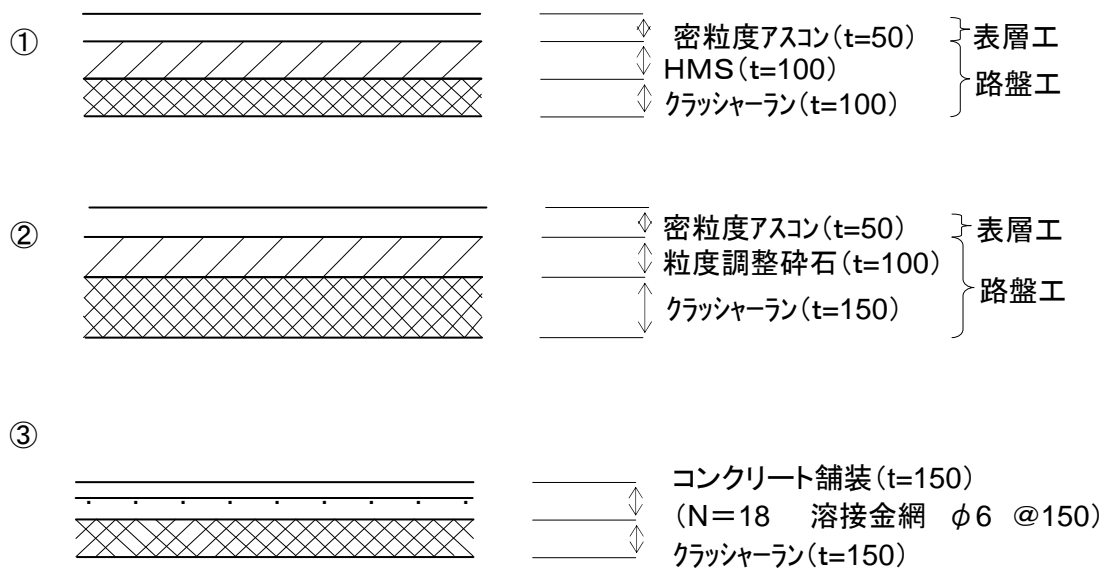 ①
密粒度アスコン(t=50) 表層工
HMS(t=100)
路盤工
クラッシャーラン(t=100)
②
密粒度アスコン(t=50) 表層工
粒度調整砕石(t=100)
路盤工
クラッシャーラン(t=150)
③
コンクリート舗装(t=150)
(N=18 溶接金網 φ6 @150)
クラッシャーラン(t=150)